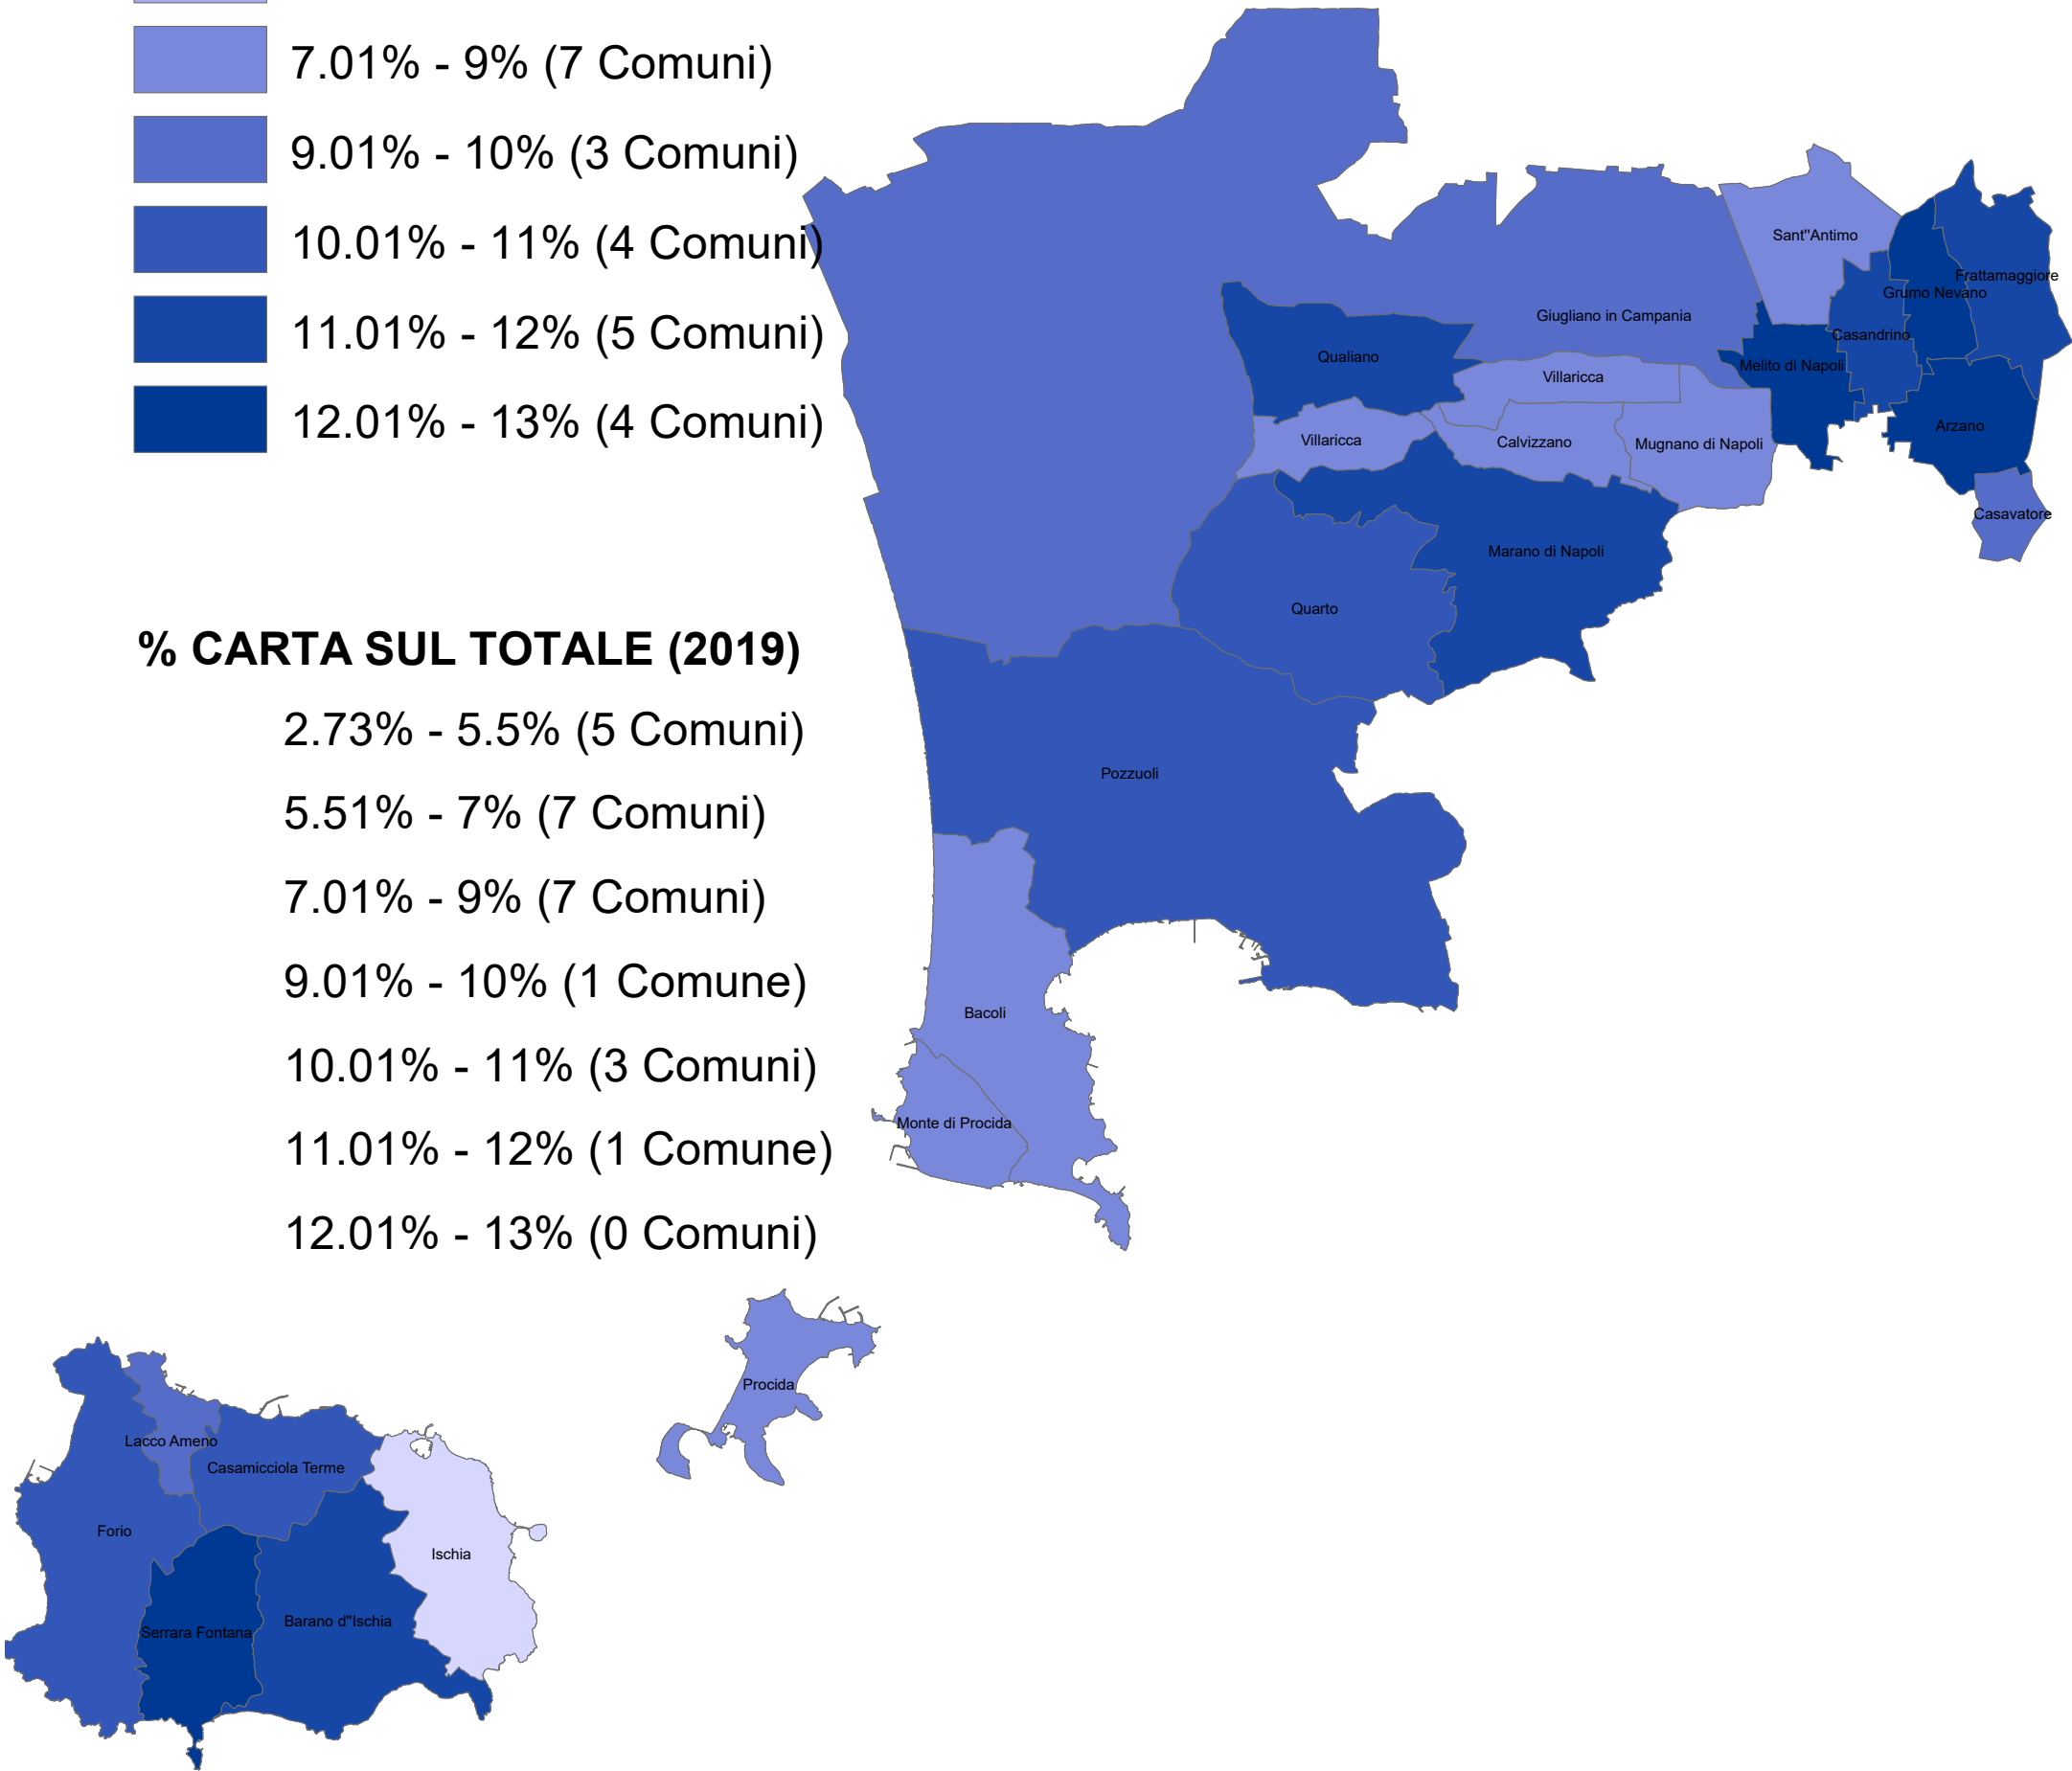 7.01% - 9% (7 Comuni)
9.01% - 10% (3 Comuni)
10.01% - 11% (4 Comuni)
11.01% - 12% (5 Comuni)
12.01% - 13% (4 Comuni)
% CARTA SUL TOTALE (2019)
2.73% - 5.5% (5 Comuni)
5.51% - 7% (7 Comuni)
7.01% - 9% (7 Comuni)
9.01% - 10% (1 Comune)
10.01% - 11% (3 Comuni)
11.01% - 12% (1 Comune)
12.01% - 13% (0 Comuni)
Sant''Antimo
Frattamaggiore
Grumo Nevano
Giugliano in Campania
Casandrino
Qualiano
Melito di Napoli
Villaricca
Arzano
Villaricca
Calvizzano
Mugnano di Napoli
Casavatore
Marano di Napoli
Quarto
Pozzuoli
Bacoli
Monte di Procida
Procida
Lacco Ameno
Casamicciola Terme
Forio
Ischia
Barano d''Ischia
Serrara Fontana